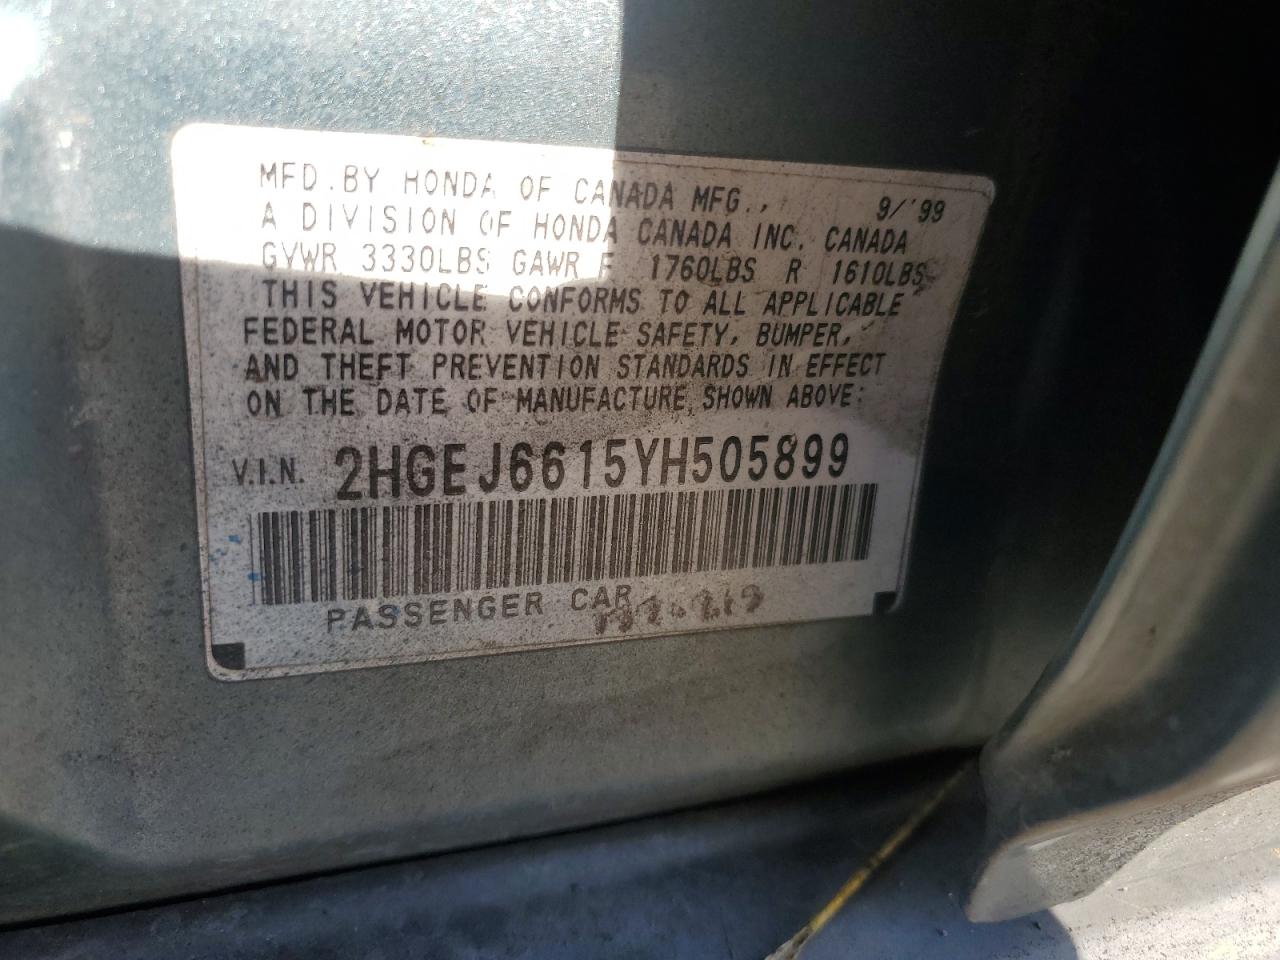 MFD. BY HONDA OF CANADA MFG., 9/'99
A DIVISION OF HONDA CANADA INC. CANADA
GVWR 3330LBS GAWR F 1760LBS R 1610LBS
THIS VEHICLE CONFORMS TO ALL APPLICABLE
FEDERAL MOTOR VEHICLE SAFETY, BUMPER,
AND THEFT PREVENTION STANDARDS IN EFFECT
ON THE DATE OF MANUFACTURE SHOWN ABOVE:
V.I.N. 2HGEJ6615YH505899
PASSENGER CAR